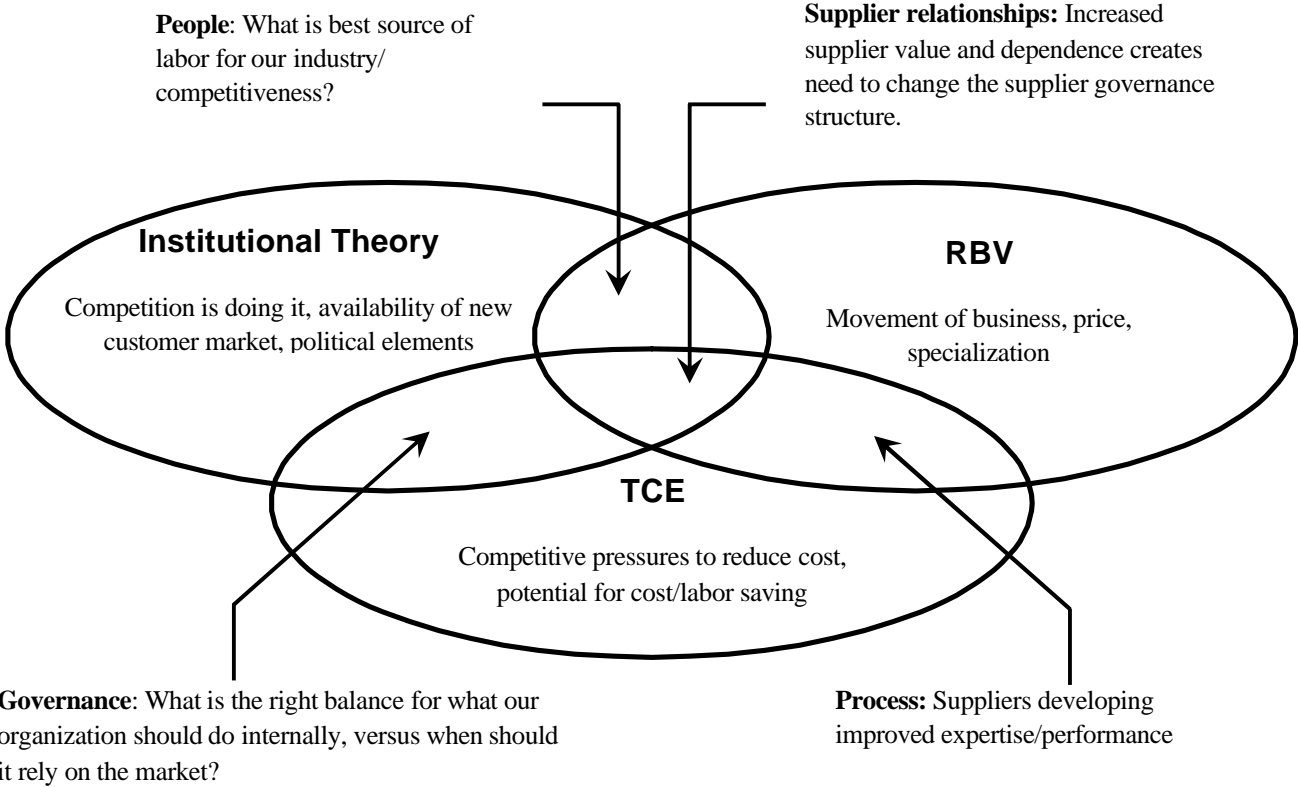 People: What is best source of
labor for our industry/
competitiveness?
Supplier relationships: Increased
supplier value and dependence creates
need to change the supplier governance
structure.
Institutional Theory
Competition is doing it, availability of new
customer market, political elements
RBV
Movement of business, price,
specialization
TCE
Competitive pressures to reduce cost,
potential for cost/labor saving
Governance: What is the right balance for what our
organization should do internally, versus when should
it rely on the market?
Process: Suppliers developing
improved expertise/performance